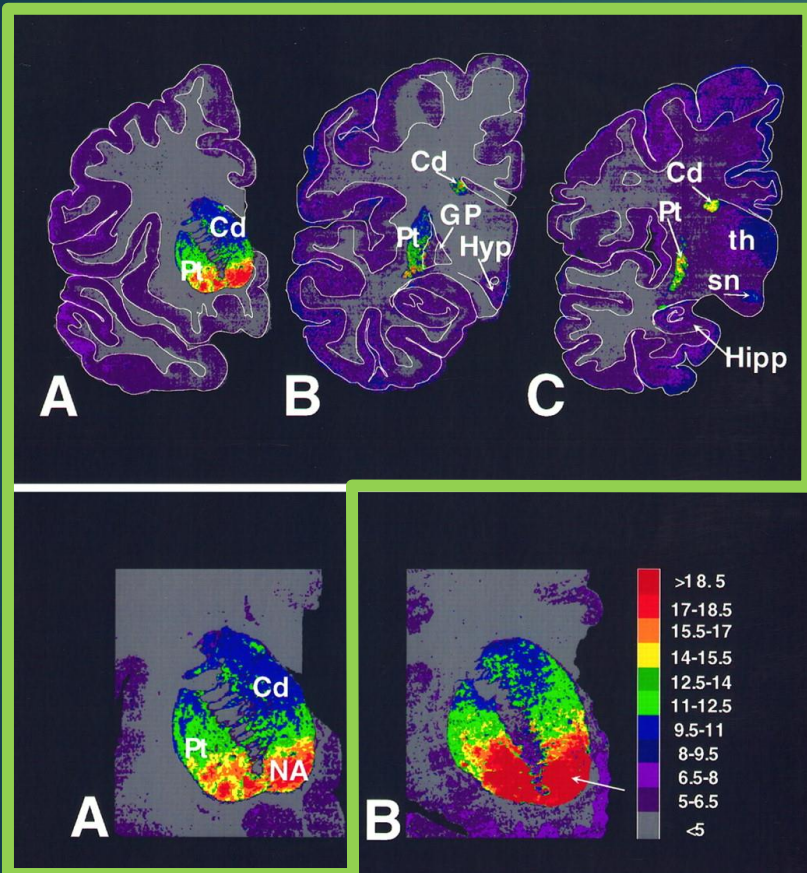 Cd
Pt
A
Cd
GP
Pt
Hyp
B
Cd
Pt
th
sn
Hipp
C
Cd
Pt
NA
A
B
>18.5
17-18.5
15.5-17
14-15.5
12.5-14
11-12.5
9.5-11
8-9.5
6.5-8
5-6.5
<5